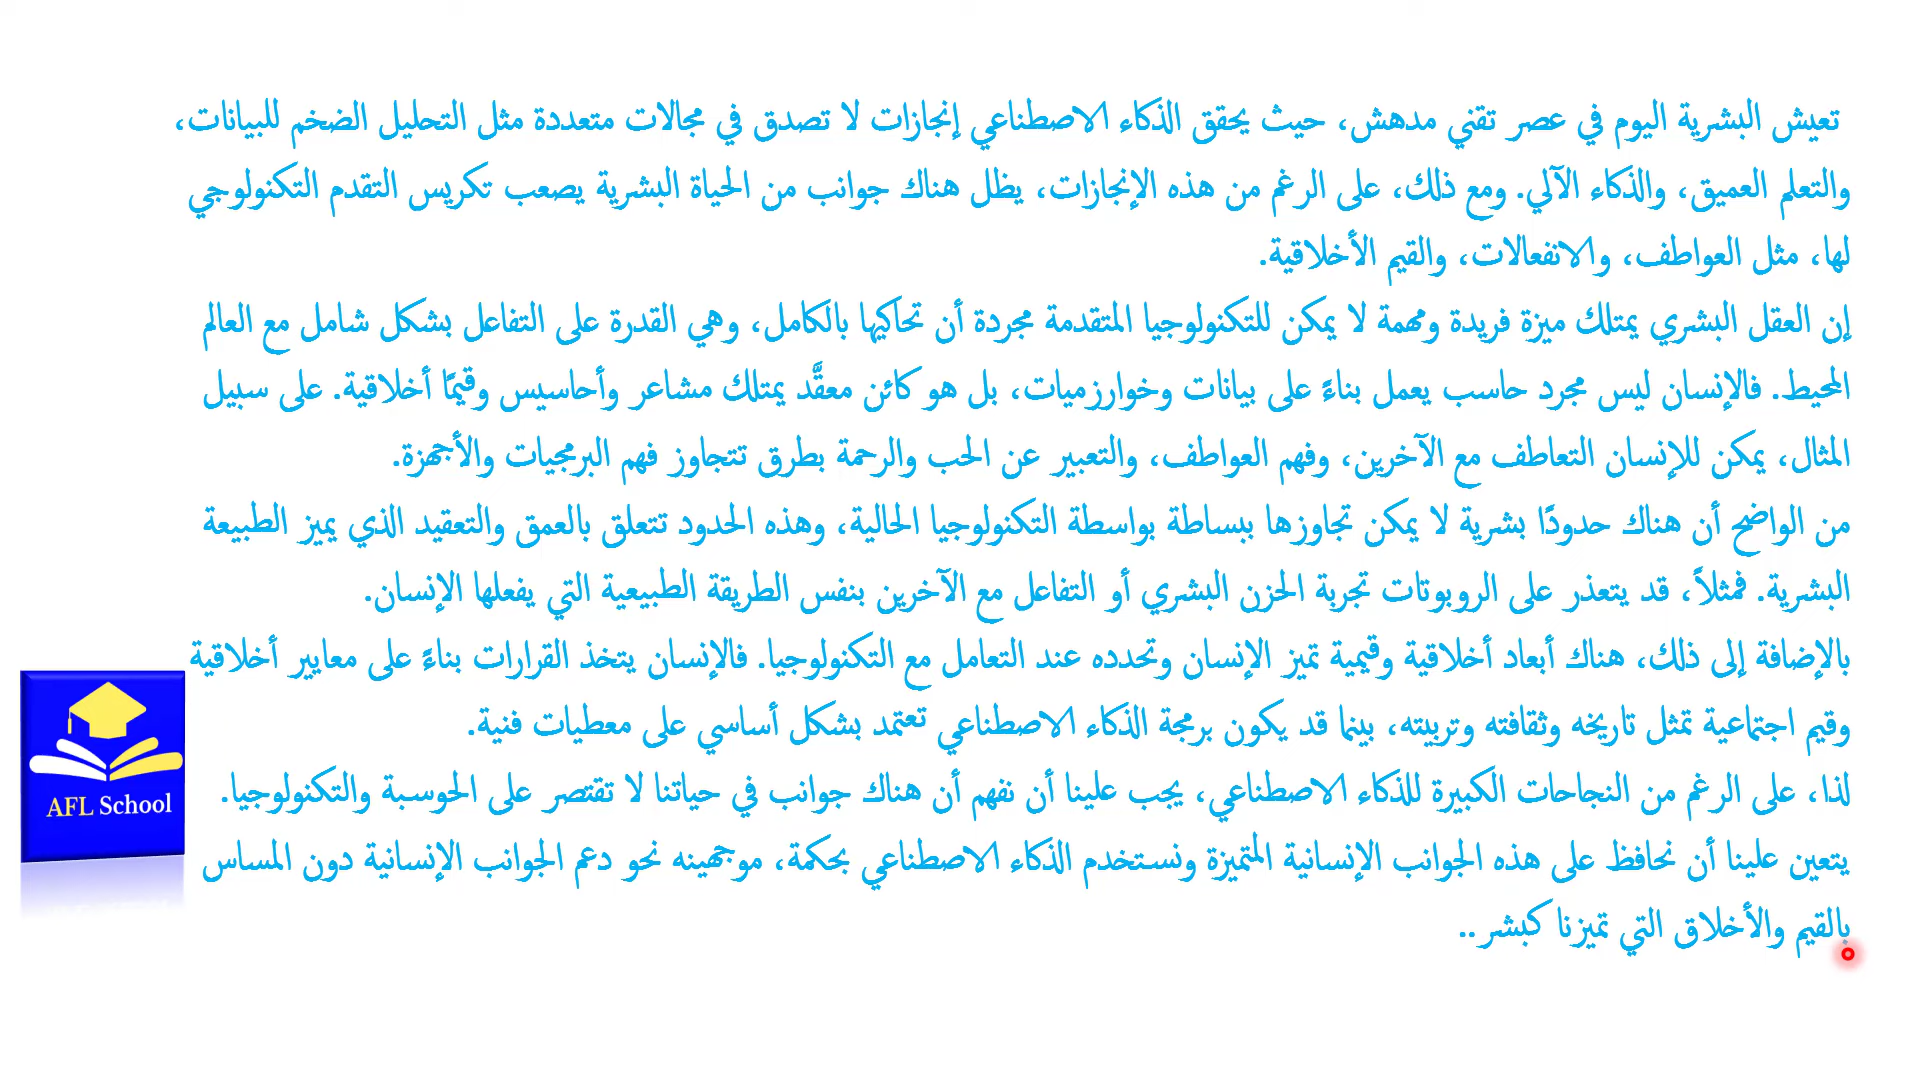 تعيش البشرية اليوم في عصر تقني مدهش، حيث يحقق الذكاء الاصطناعي إنجازات لا تصدق في مجالات متعددة مثل التحليل الضخم للبيانات،
والتعلم العميق، والذكاء الآلي. ومع ذلك، على الرغم من هذه الإنجازات، يظل هناك جوانب من الحياة البشرية يصعب تكريس التقدم التكنولوجي
لها، مثل العواطف، والانفعالات، والقيم الأخلاقية.
إن العقل البشري يمتلك ميزة فريدة ومهمة لا يمكن للتكنولوجيا المتقدمة مجردة أن تحاكيها بالكامل، وهي القدرة على التفاعل بشكل شامل مع العالم
المحيط. فالإنسان ليس مجرد حاسب يعمل بناءً على بيانات وخوارزميات، بل هو كائن معقَّد يمتلك مشاعر وأحاسيس وقيمًا أخلاقية. على سبيل
المثال، يمكن للإنسان التعاطف مع الآخرين، وفهم العواطف، والتعبير عن الحب والرحمة بطرق تتجاوز فهم البرمجيات والأجهزة.
من الواضح أن هناك حدودًا بشرية لا يمكن تجاوزها ببساطة بواسطة التكنولوجيا الحالية، وهذه الحدود تتعلق بالعمق والتعقيد الذي يميز الطبيعة
البشرية. فمثلاً، قد يتعذر على الروبوتات تجربة الحزن البشري أو التفاعل مع الآخرين بنفس الطريقة الطبيعية التي يفعلها الإنسان.
بالإضافة إلى ذلك، هناك أبعاد أخلاقية وقيمية تميز الإنسان وتحدده عند التعامل مع التكنولوجيا. فالإنسان يتخذ القرارات بناءً على معايير أخلاقية
وقيم اجتماعية تمثل تاريخه وثقافته وتربيته، بينما قد يكون برمجة الذكاء الاصطناعي تعتمد بشكل أساسي على معطيات فنية.
لذا، على الرغم من النجاحات الكبيرة للذكاء الاصطناعي، يجب علينا أن نفهم أن هناك جوانب في حياتنا لا تقتصر على الحوسبة والتكنولوجيا.
يتعين علينا أن نحافظ على هذه الجوانب الإنسانية المتميزة ونستخدم الذكاء الاصطناعي بحكمة، موجهينه نحو دعم الجوانب الإنسانية دون المساس
بالقيم والأخلاق التي تميزنا كبشر..
AFL School